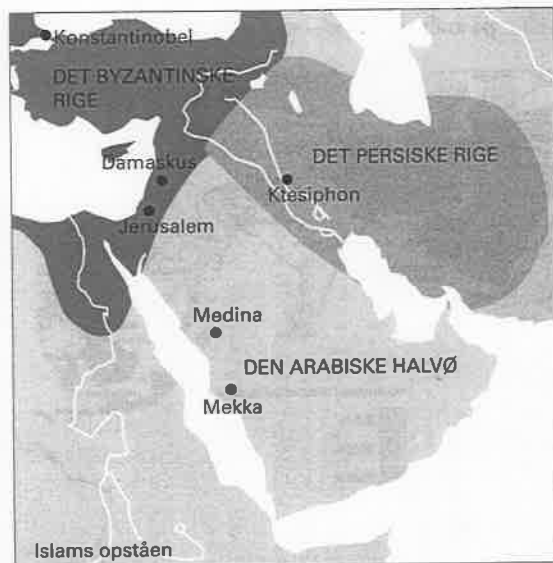 Konstantinobel
DET BYZANTINSKE
RIGE
DET PERSISKE RIGE
Damaskus
Ktesiphon
Jerusalem
Medina
DEN ARABISKE HALVØ
Mekka
Islams opståen